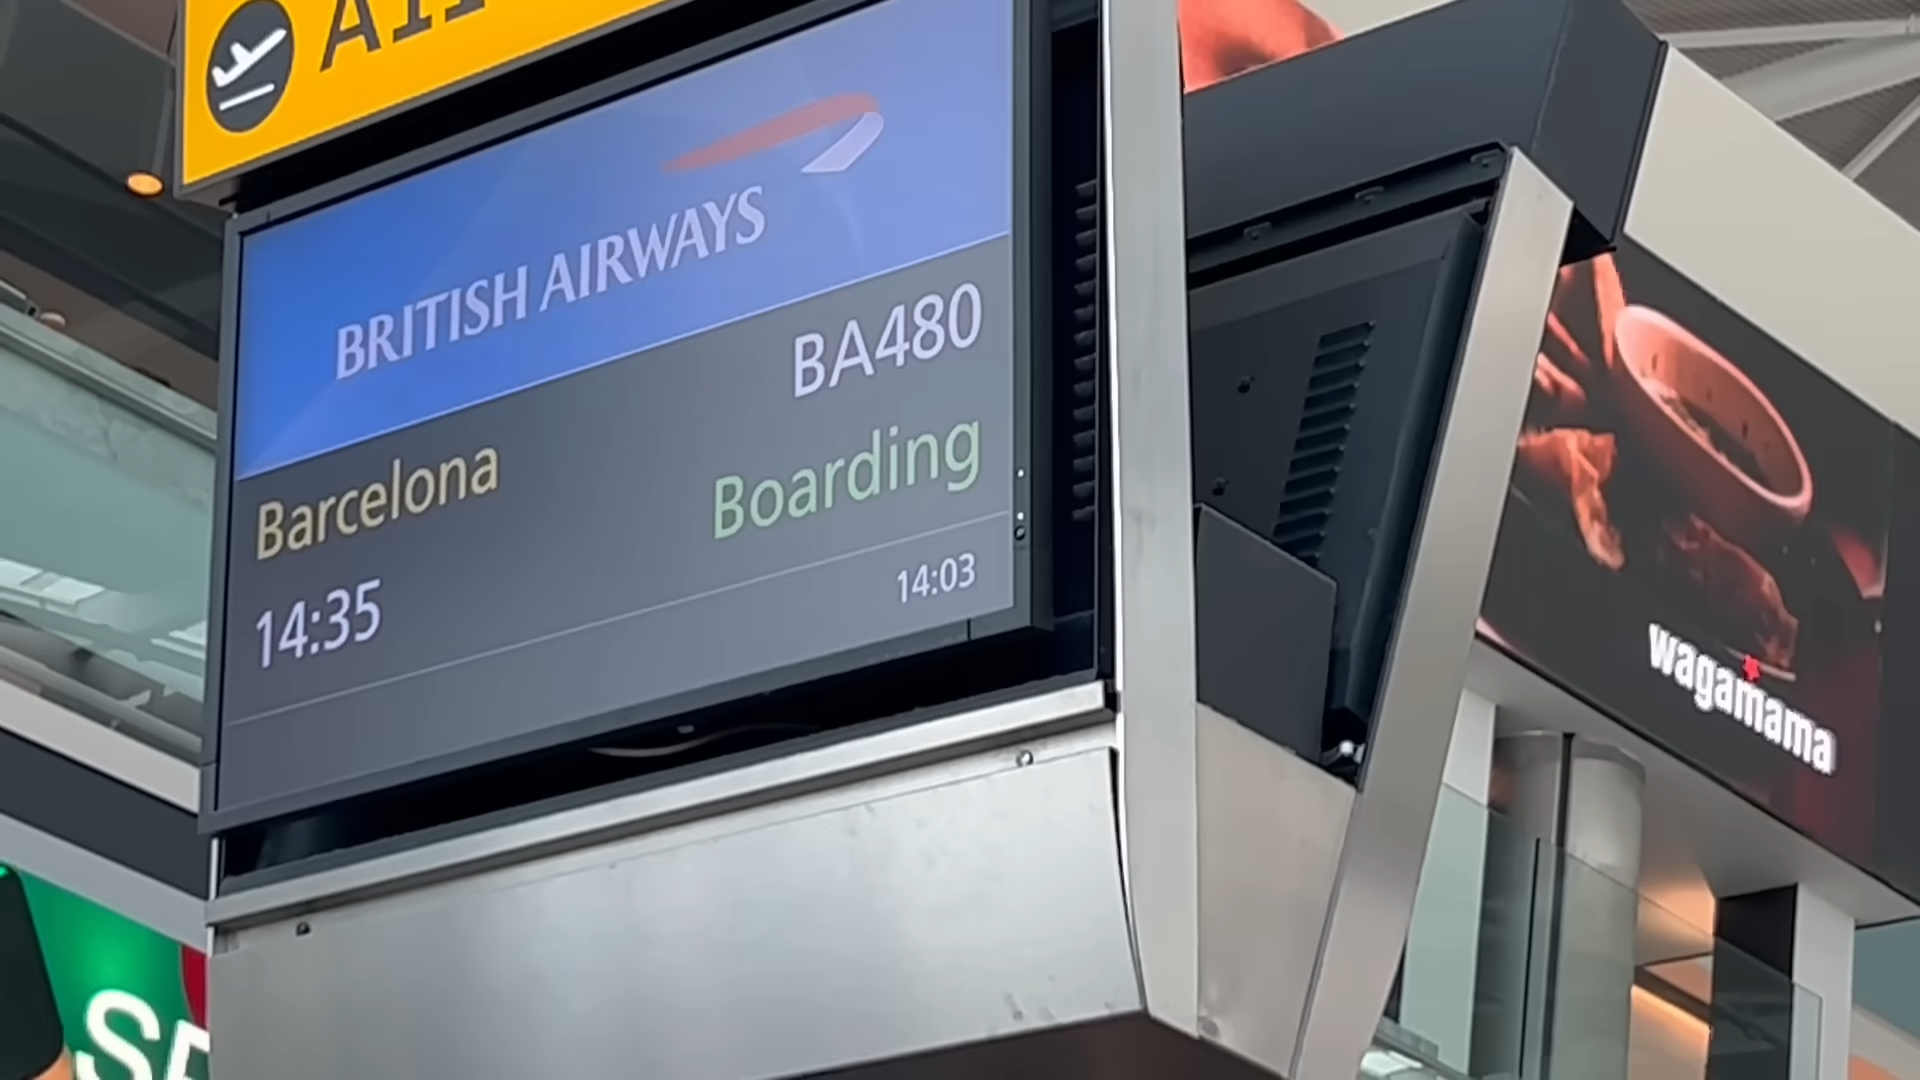 BRITISH AIRWAYS
BA480
Barcelona
Boarding
14:35
14:03
wagamama